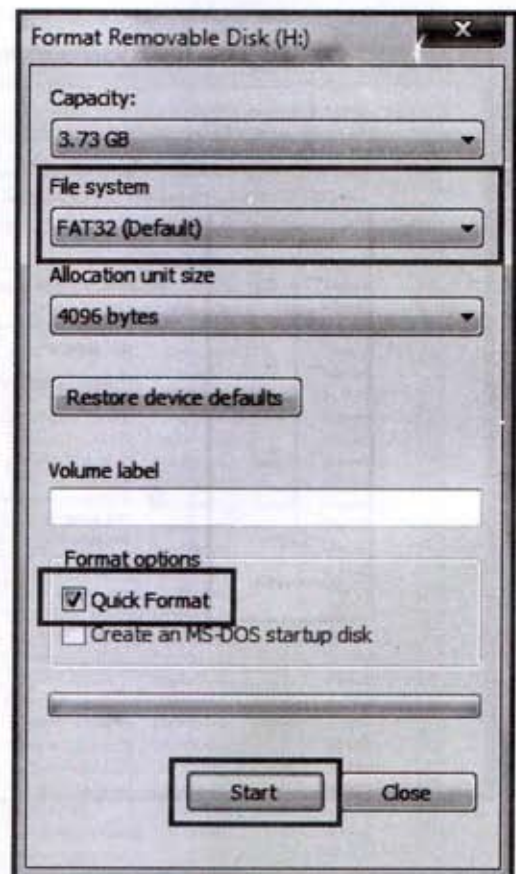 Format Removable Disk (H:)
Capacity:
3.73 GB
File system
FAT32 (Default)
Allocation unit size
4096 bytes
Restore device defaults
Volume label
Format options
Quick Format
Create an MS-DOS startup disk
Start
Close